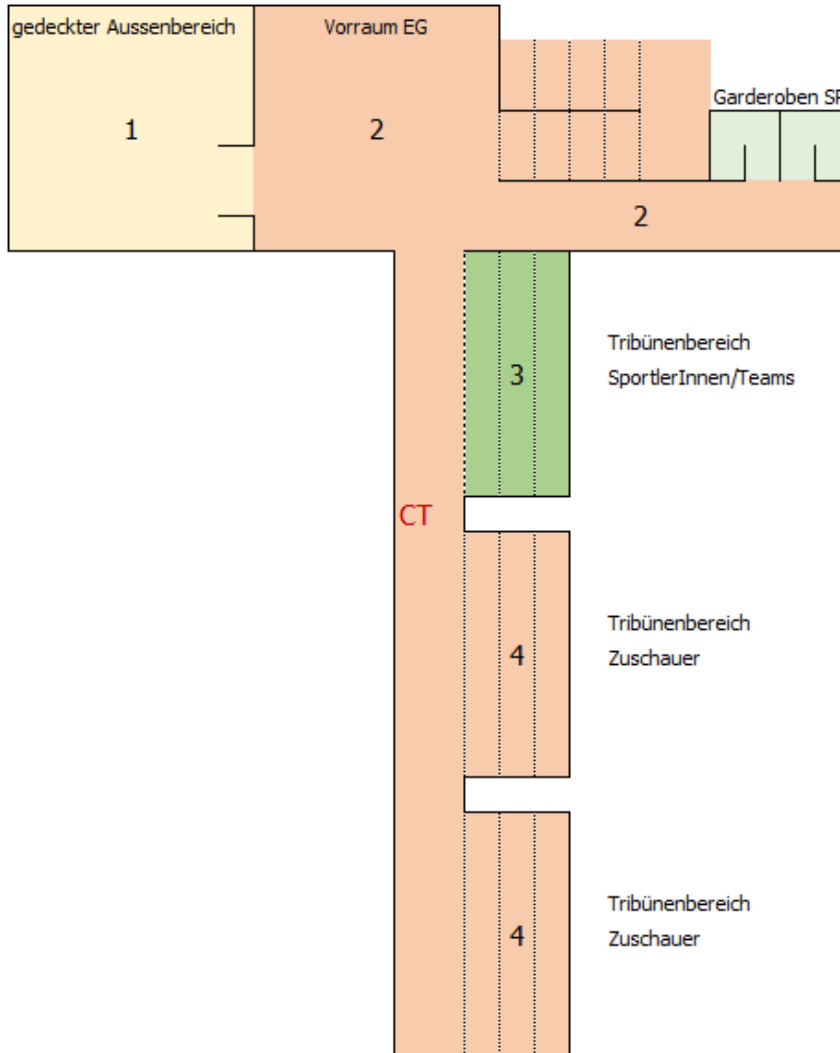 gedeckter Aussenbereich
Vorraum EG
1
2
Garderoben SP
2
3
Tribünenbereich
SportlerInnen/Teams
CT
4
Tribünenbereich
Zuschauer
4
Tribünenbereich
Zuschauer